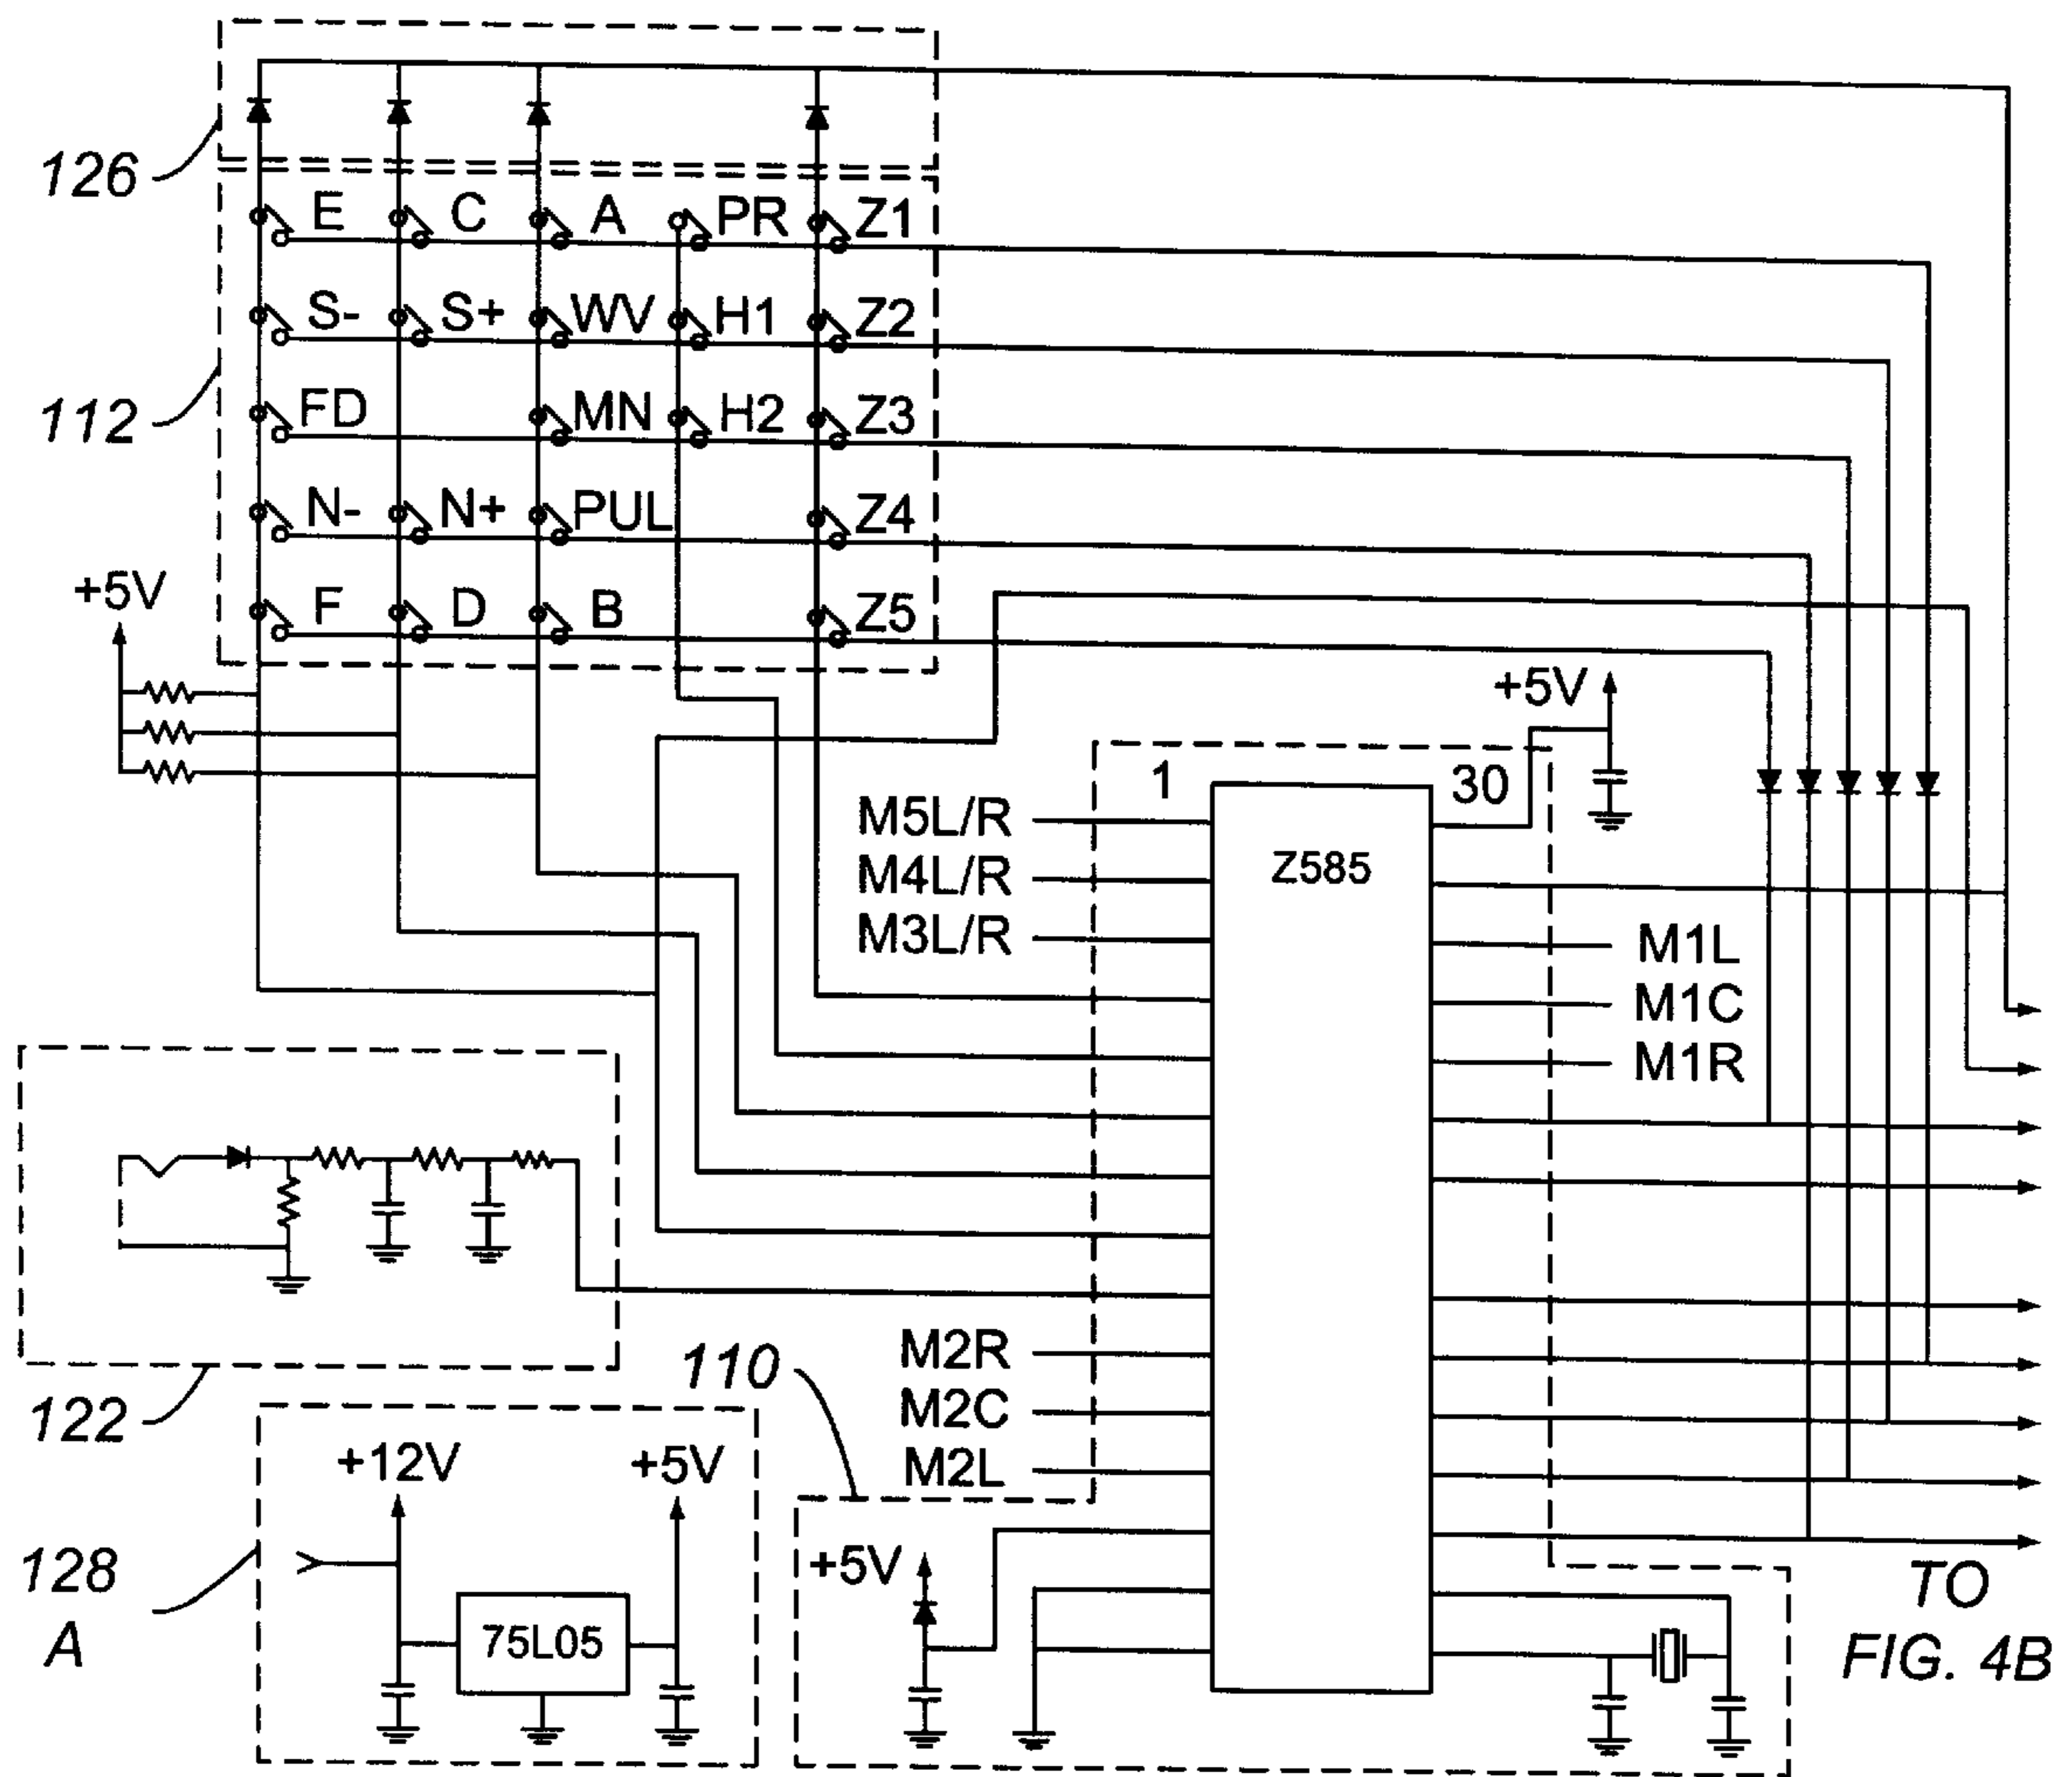 126
E C A PR Z1
S- S+ WV H1 Z2
112
FD MN H2 Z3
N- N+ PUL Z4
+5V
F D B Z5
+5V
1 30
M5L/R
Z585
M4L/R
M3L/R
M1L
M1C
M1R
M2R
110
M2C
122
M2L
+12V +5V
+5V
128
A
75L05
TO
FIG. 4B